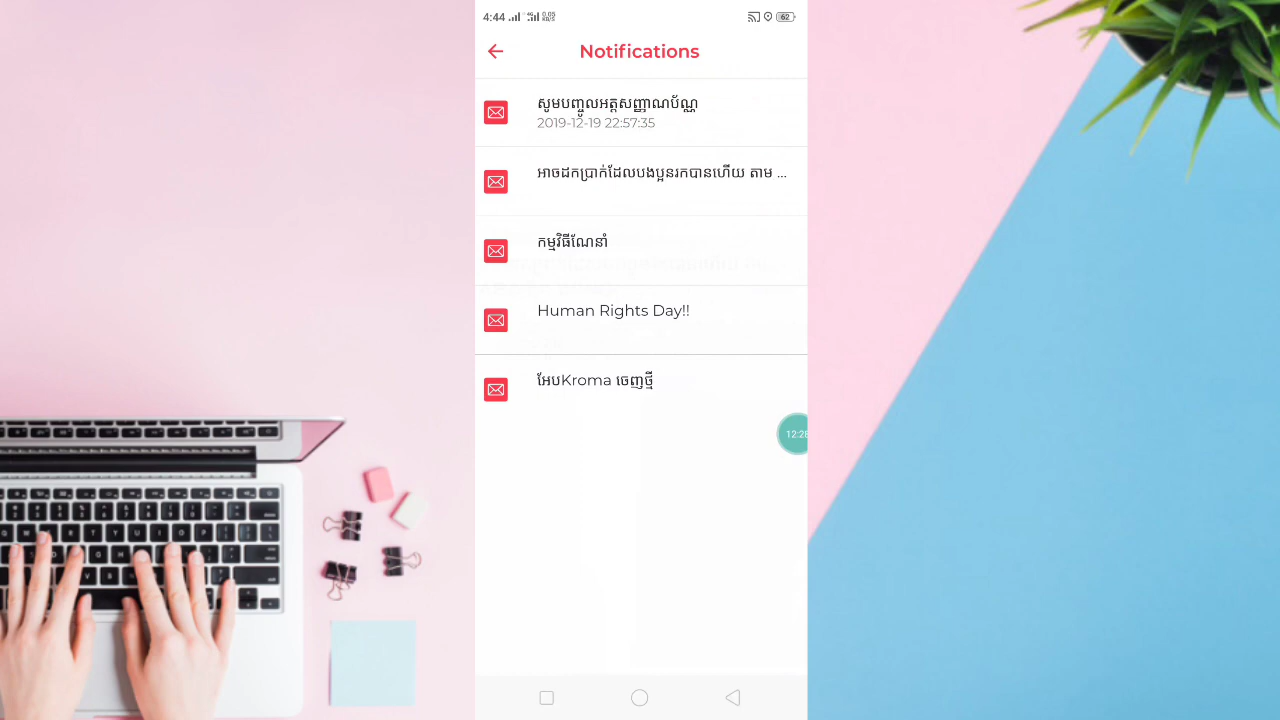 4:44
62
Notifications
សូមបញ្ចូលអត្តសញ្ញាណប័ណ្ណ
2019-12-19 22:57:35
អាចដកប្រាក់ដែលបងប្អូនរកបានហើយ តាម ...
កម្មវិធីណែនាំ
Human Rights Day!!
អែបKroma ចេញថ្មី
12:28